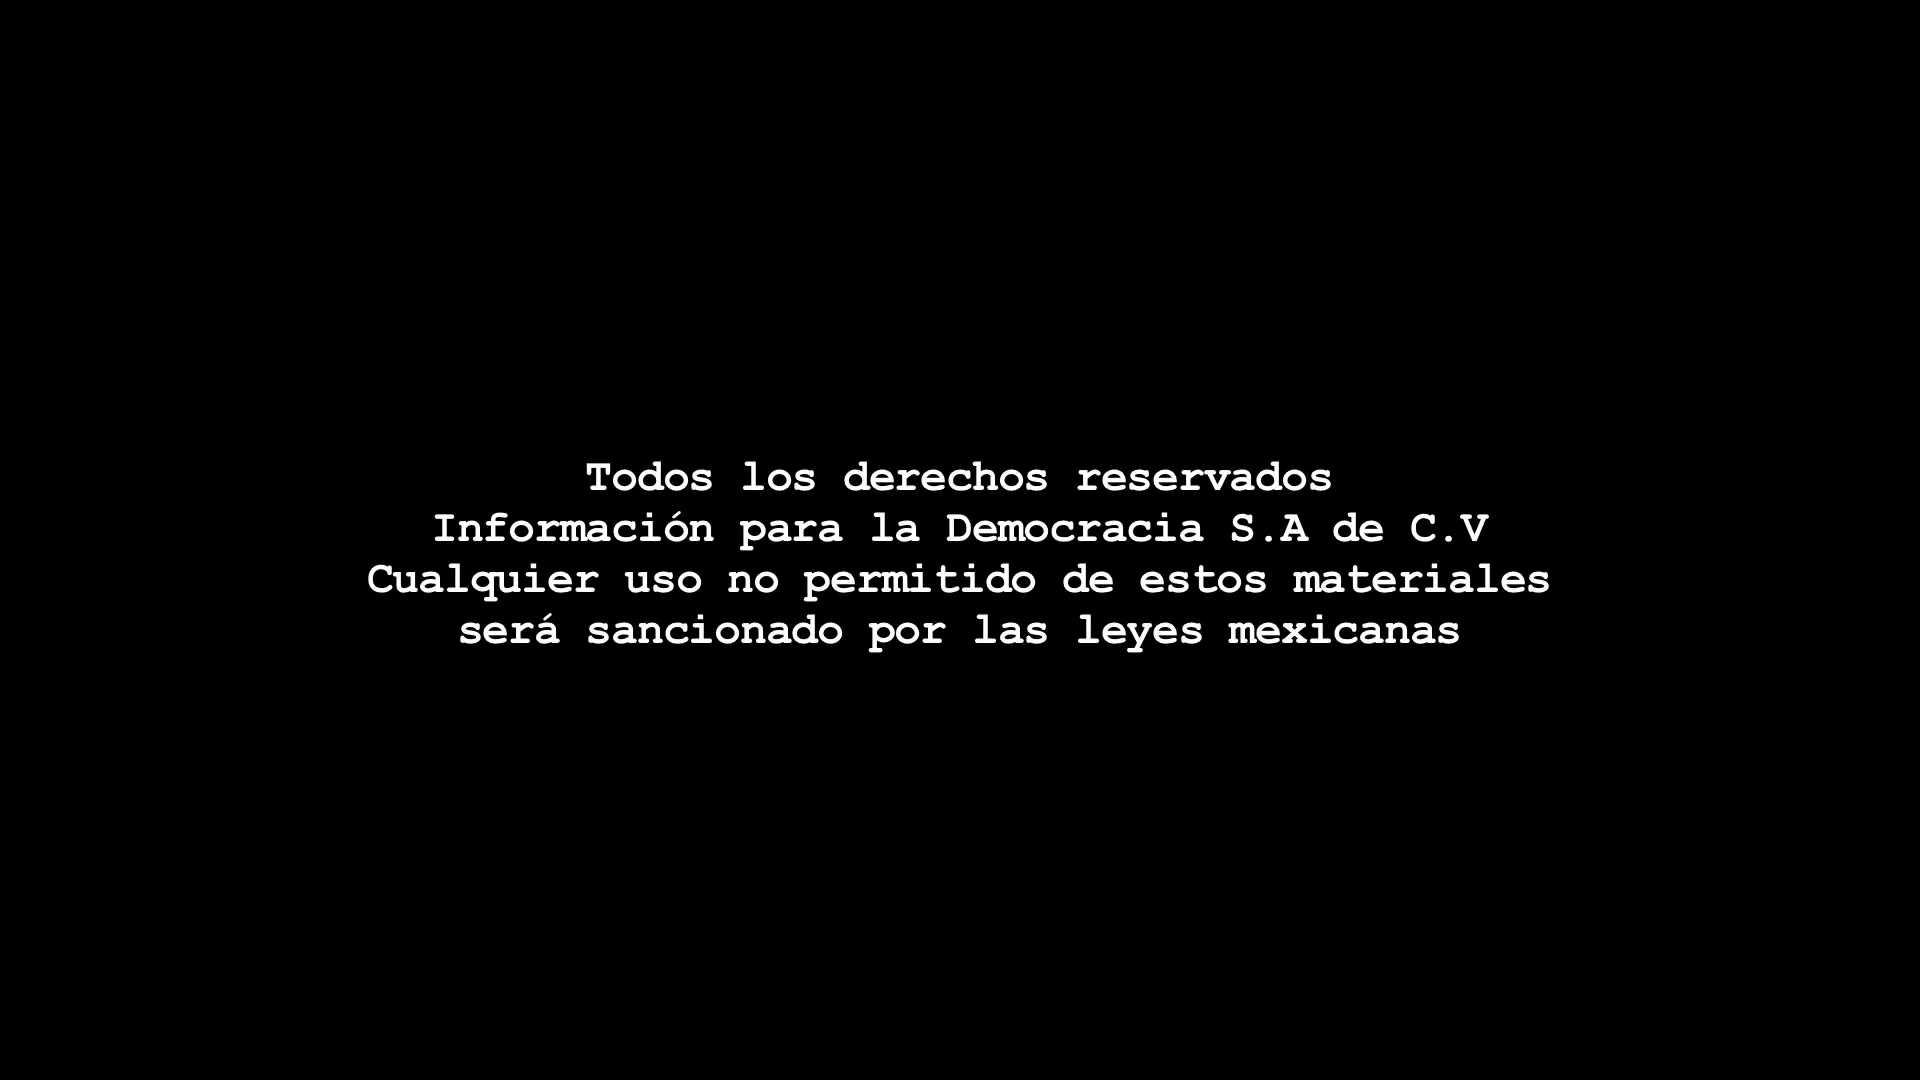 Todos los derechos reservados
Información para la Democracia S.A de C.V
Cualquier uso no permitido de estos materiales
será sancionado por las leyes mexicanas